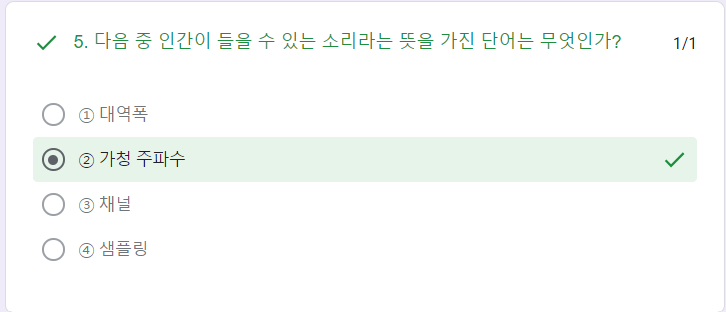 5. 다음 중 인간이 들을 수 있는 소리라는 뜻을 가진 단어는 무엇인가? 1/1
① 대역폭
② 가청 주파수
③ 채널
④ 샘플링